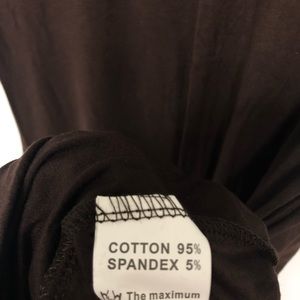 COTTON 95%
SPANDEX 5%
The maximum